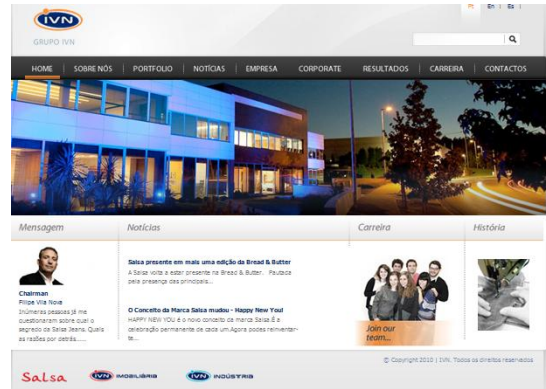 IVN
GRUPO IVN
Pt | En | Es |
HOME | SOBRE NÓS | PORTFOLIO | NOTÍCIAS | EMPRESA | CORPORATE | RESULTADOS | CARREIRA | CONTACTOS
Mensagem
Chairman
Filipe Vila Nova
Inúmeras pessoas já me
questionaram sobre qual o
segredo da Salsa Jeans. Quais
as razões por detrás......
Notícias
Salsa presente em mais uma edição da Bread & Butter
A Salsa volta a estar presente na Bread & Butter. Pautada
pela presença das principais...
O Conceito da Marca Salsa mudou - Happy New You!
HAPPY NEW YOU é o novo conceito da marca Salsa.É a
celebração permanente de cada um.Agora podes reinventar-
te...
Carreira
Join our
team...
História
© Copyright 2010 | IVN. Todos os direitos reservados
Salsa
IVN IMOBILIÁRIA
IVN INDÚSTRIA